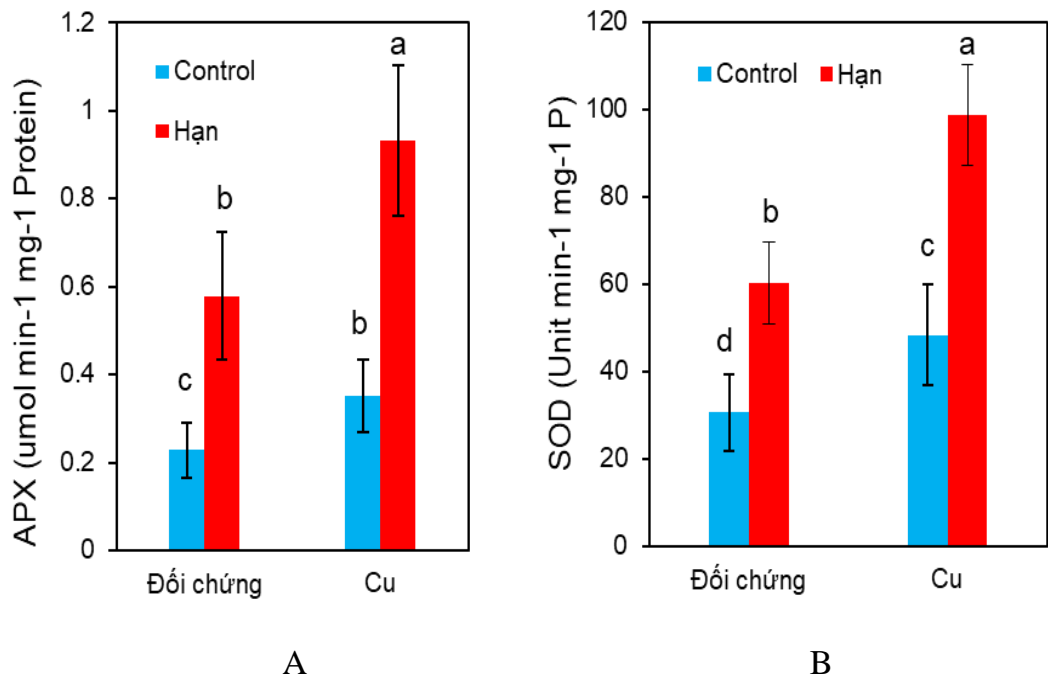 APX (umol min-1 mg-1 Protein)
1.2
1
0.8
0.6
0.4
0.2
0
Control
Hạn
c
b
b
a
Đối chứng
Cu
A
SOD (Unit min-1 mg-1 P)
120
100
80
60
40
20
0
Control
Hạn
d
b
c
a
Đối chứng
Cu
B